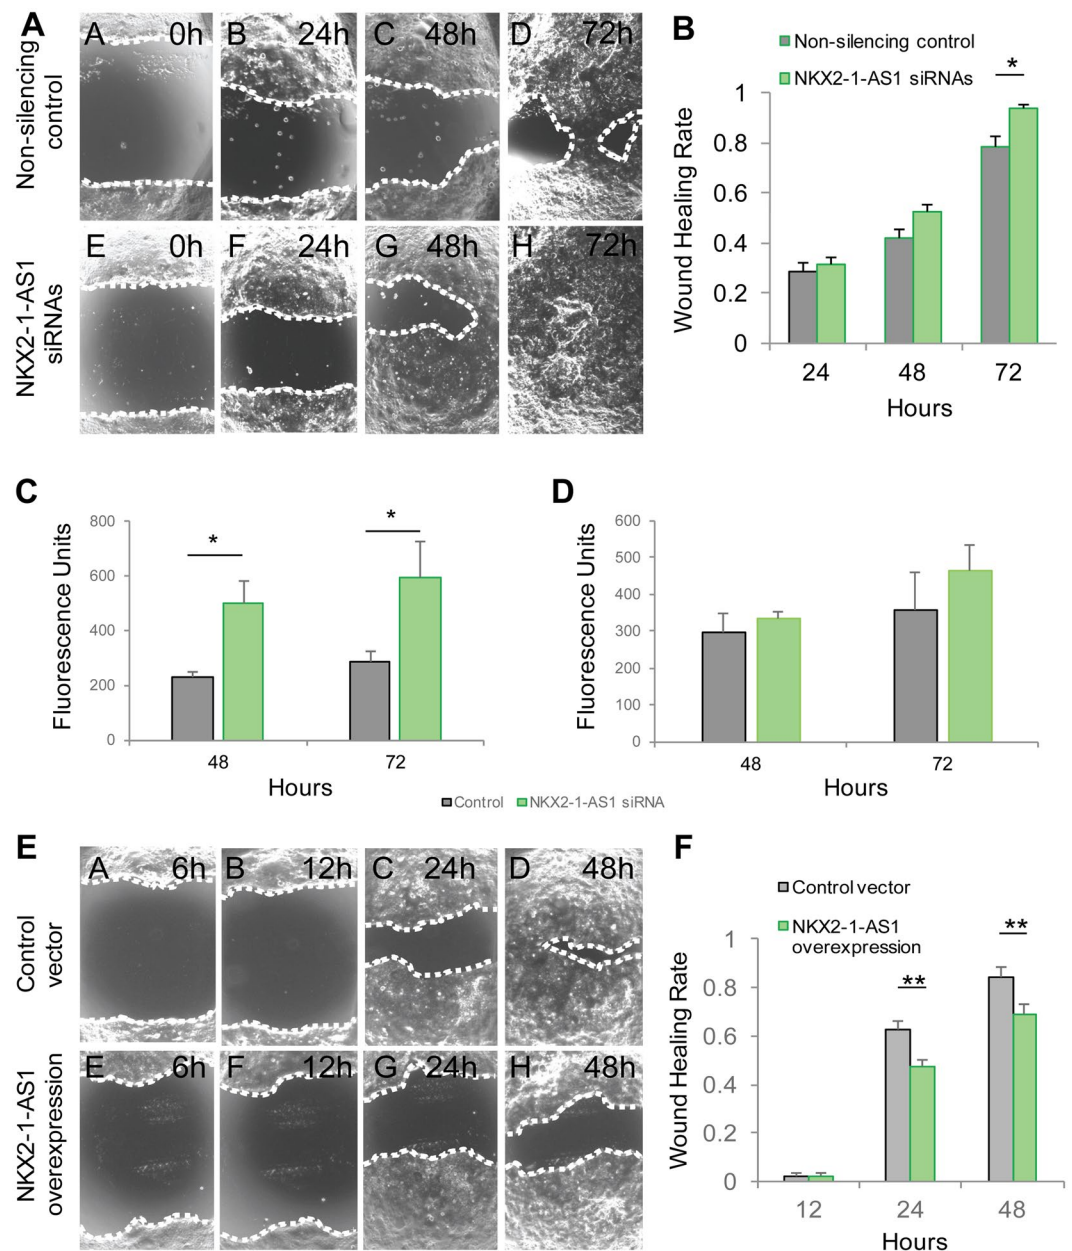 A
Non-silencing
control
A 0h
B 24h
C 48h
D 72h
NKX2-1-AS1
siRNAs
E 0h
F 24h
G 48h
H 72h
B
Non-silencing control
NKX2-1-AS1 siRNAs
*
Wound Healing Rate
1
0.8
0.6
0.4
0.2
0
24 48 72
Hours
C
Fluorescence Units
800
600
400
200
0
*
*
48 72
Hours
D
Fluorescence Units
600
500
400
300
200
100
0
48 72
Hours
Control NKX2-1-AS1 siRNA
E
Control
vector
A 6h
B 12h
C 24h
D 48h
NKX2-1-AS1
overexpression
E 6h
F 12h
G 24h
H 48h
F
Control vector
NKX2-1-AS1
overexpression
**
**
Wound Healing Rate
1
0.8
0.6
0.4
0.2
0
12 24 48
Hours